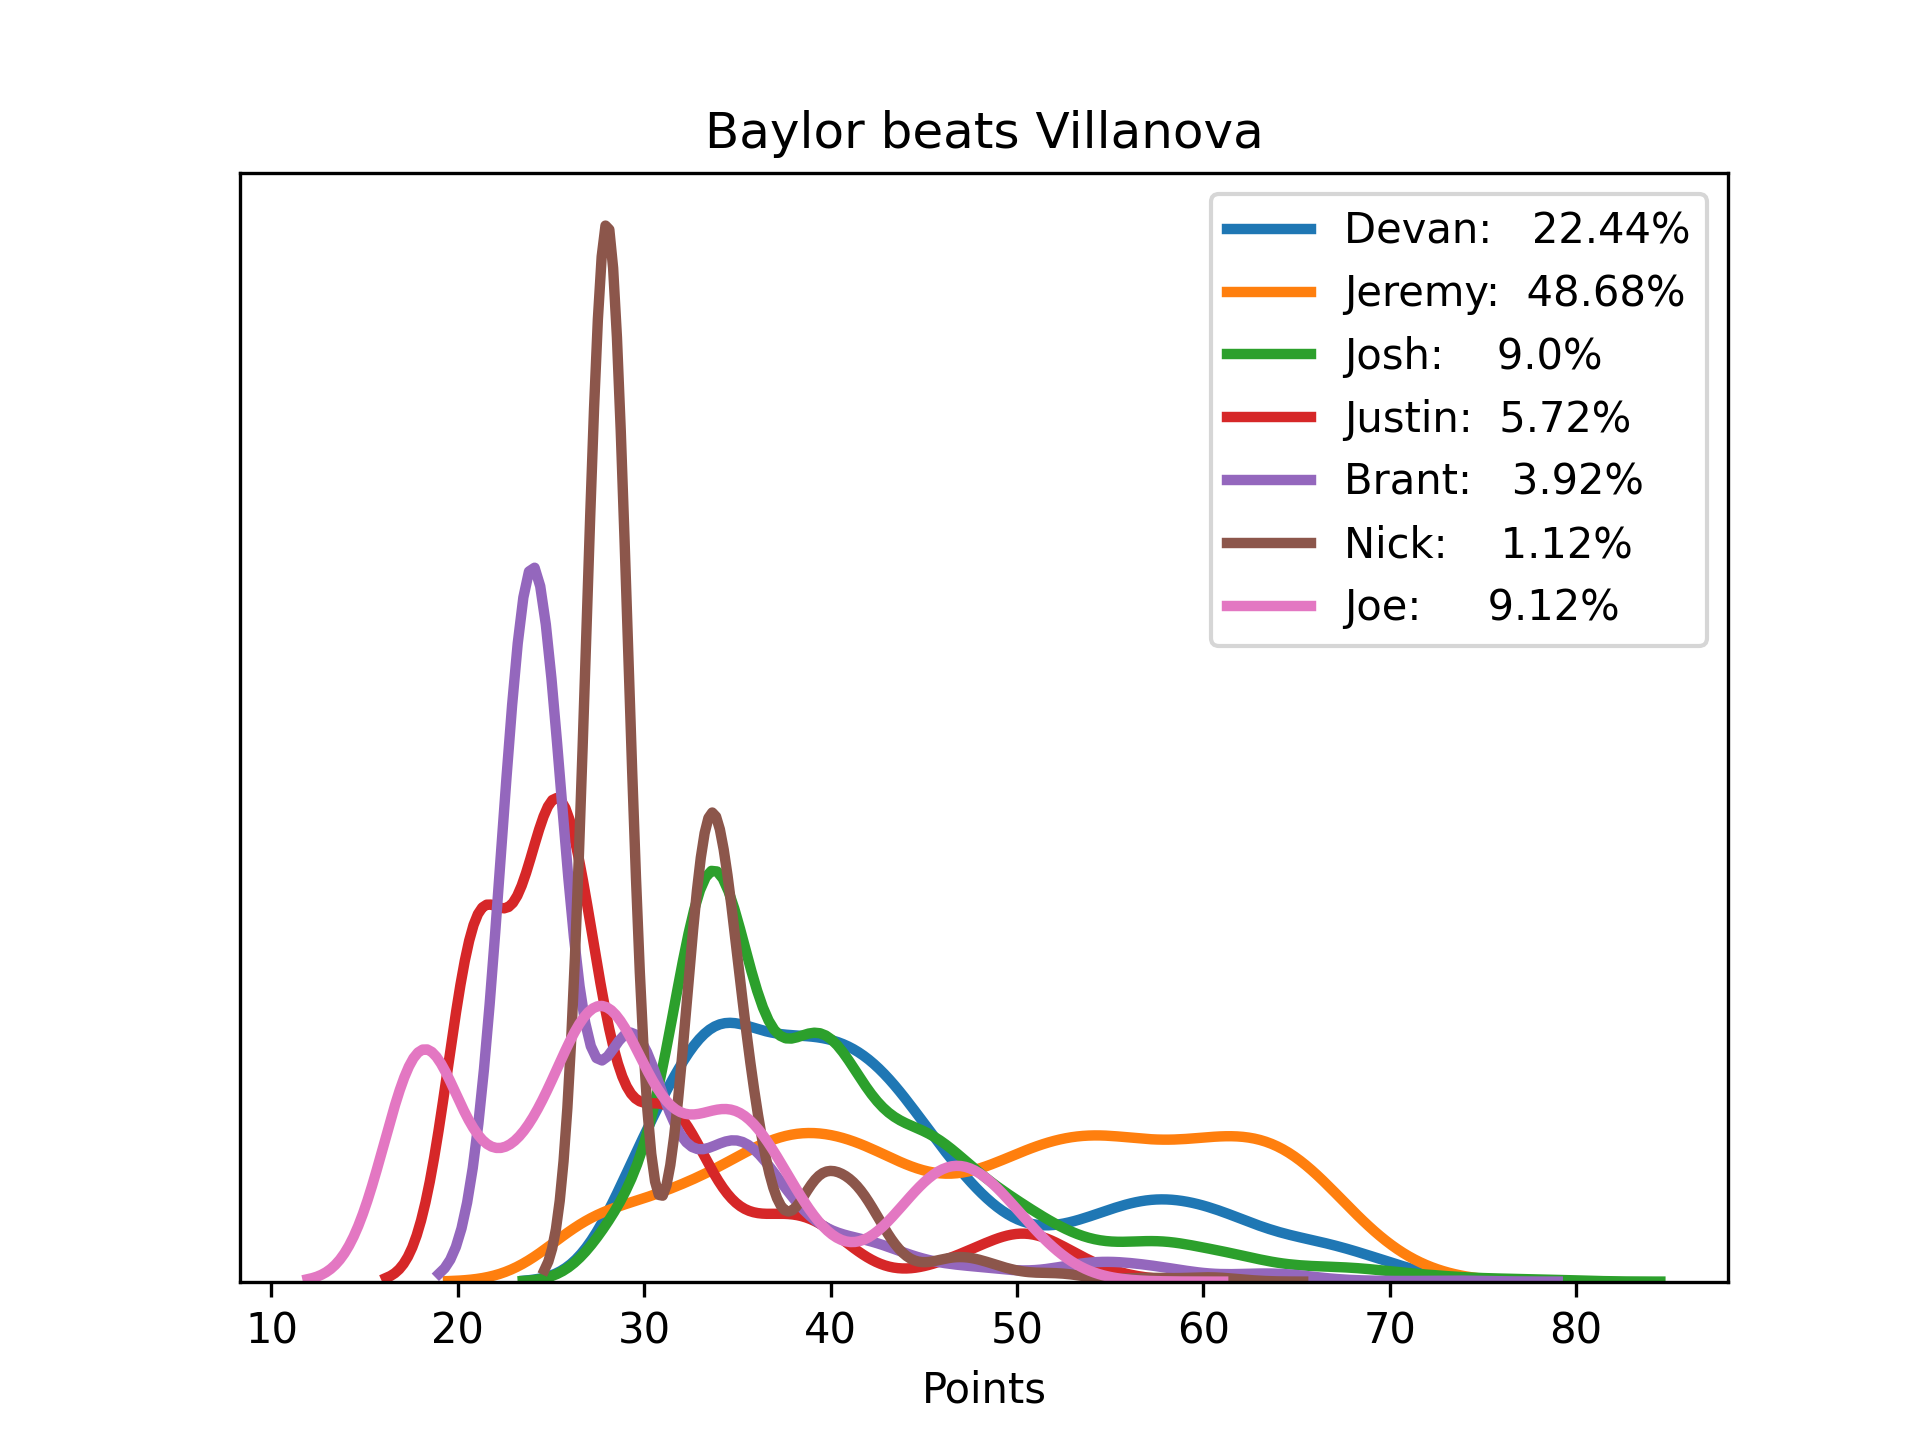 Baylor beats Villanova
Devan: 22.44%
Jeremy: 48.68%
Josh: 9.0%
Justin: 5.72%
Brant: 3.92%
Nick: 1.12%
Joe: 9.12%
10 20 30 40 50 60 70 80
Points